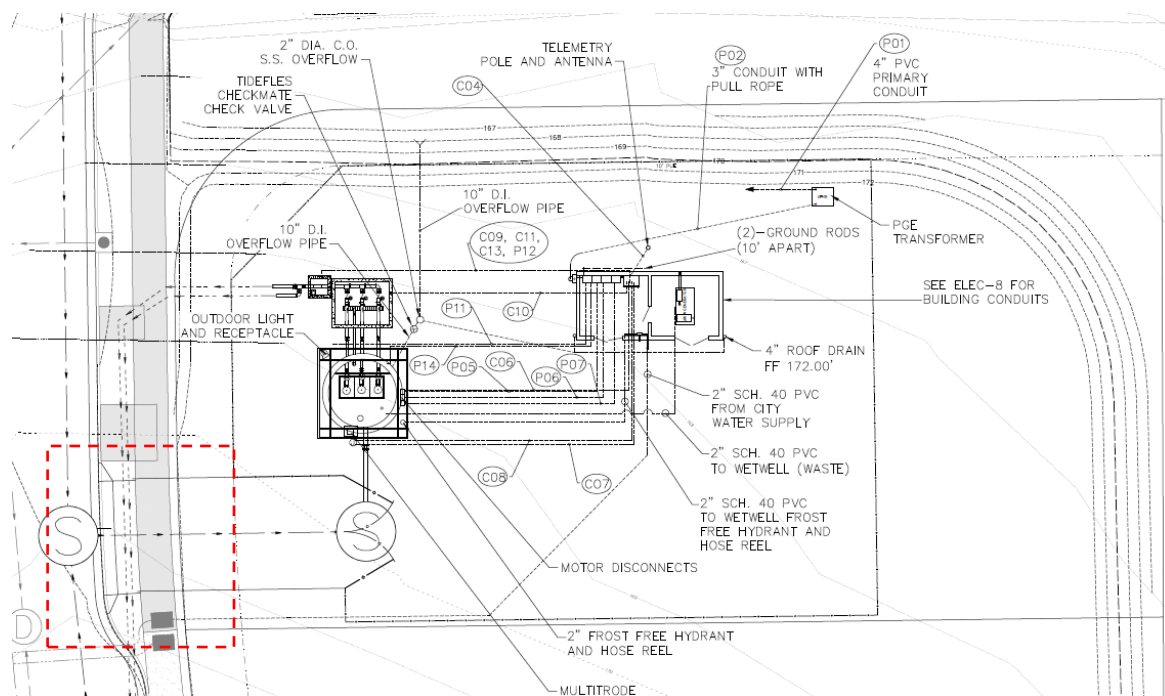 2" DIA. C.O.
S.S. OVERFLOW
TIDEFLES
CHECKMATE
CHECK VALVE
TELEMETRY
POLE AND ANTENNA
C04
P02
3" CONDUIT WITH
PULL ROPE
P01
4" PVC
PRIMARY
CONDUIT
167
168
169
170
171
172
10" D.I.
OVERFLOW PIPE
10" D.I.
OVERFLOW PIPE
C09, C11,
C13, P12
(2)-GROUND RODS
(10' APART)
PGE
TRANSFORMER
SEE ELEC-8 FOR
BUILDING CONDUITS
OUTDOOR LIGHT
AND RECEPTACLE
P11
C10
P14
P05
C06
P06
P07
4" ROOF DRAIN
FF 172.00'
2" SCH. 40 PVC
FROM CITY
WATER SUPPLY
2" SCH. 40 PVC
TO WETWELL (WASTE)
C08
C07
2" SCH. 40 PVC
TO WETWELL FROST
FREE HYDRANT AND
HOSE REEL
S
S
MOTOR DISCONNECTS
D
2" FROST FREE HYDRANT
AND HOSE REEL
MULTITRODE